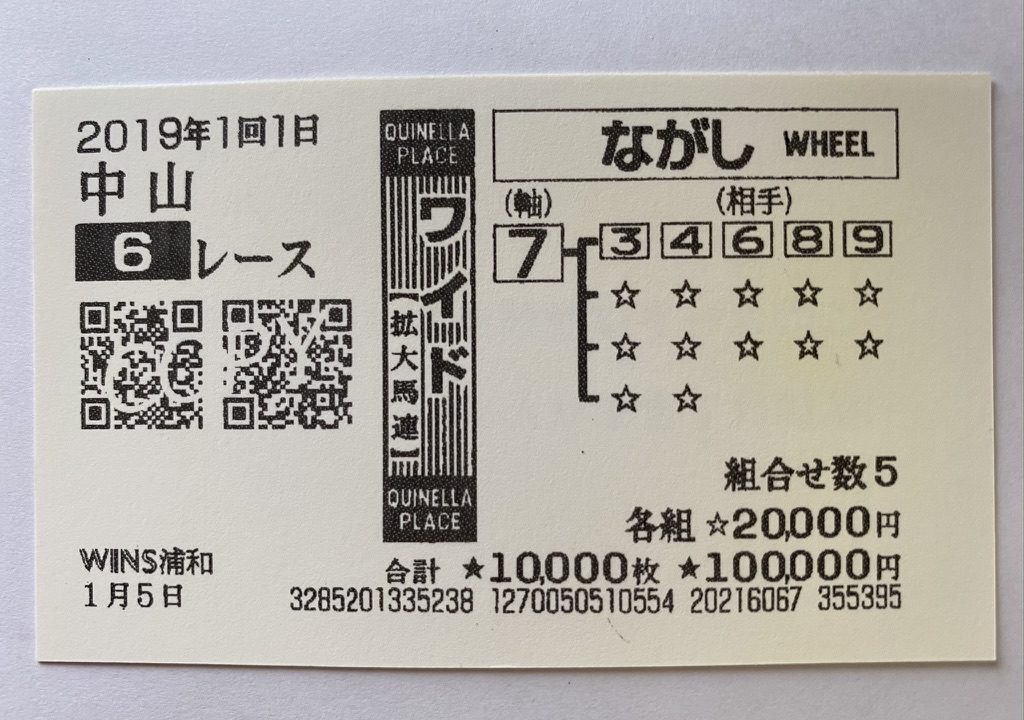 2019年1回1日
中山
6レース
COPY
WINS浦和
1月5日
QUINELLA
PLACE
ワイド
【拡大馬連】
QUINELLA
PLACE
ながし WHEEL
(軸) (相手)
7 3 4 6 8 9
☆ ☆ ☆ ☆ ☆
☆ ☆ ☆ ☆ ☆
☆ ☆
組合せ数5
各組 ☆20,000円
合計 ★10,000枚 ★100,000円
3285201335238 1270050510554 20216067 355395